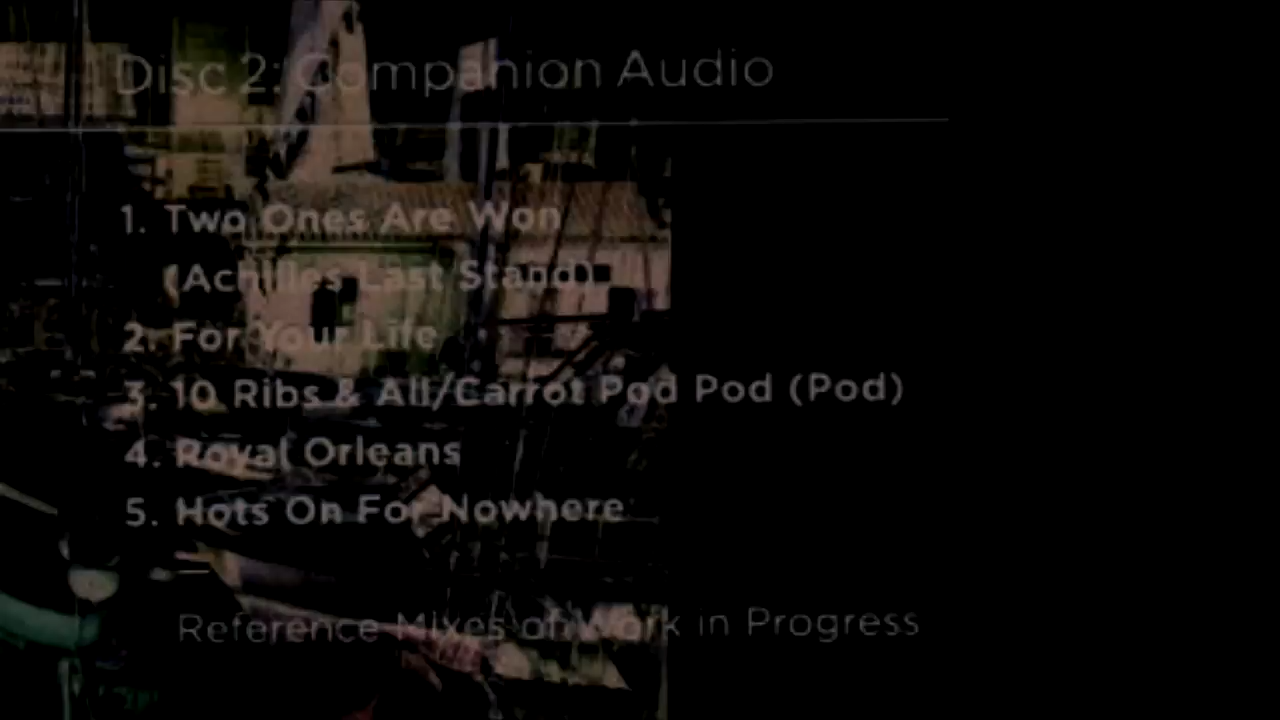 Disc 2: Companion Audio
1. Two Ones Are Won
(Achilles Last Stand)
2. For Your Life
3. 10 Ribs & All/Carrot Pod Pod (Pod)
4. Royal Orleans
5. Hots On For Nowhere
Reference Mixes of Work in Progress